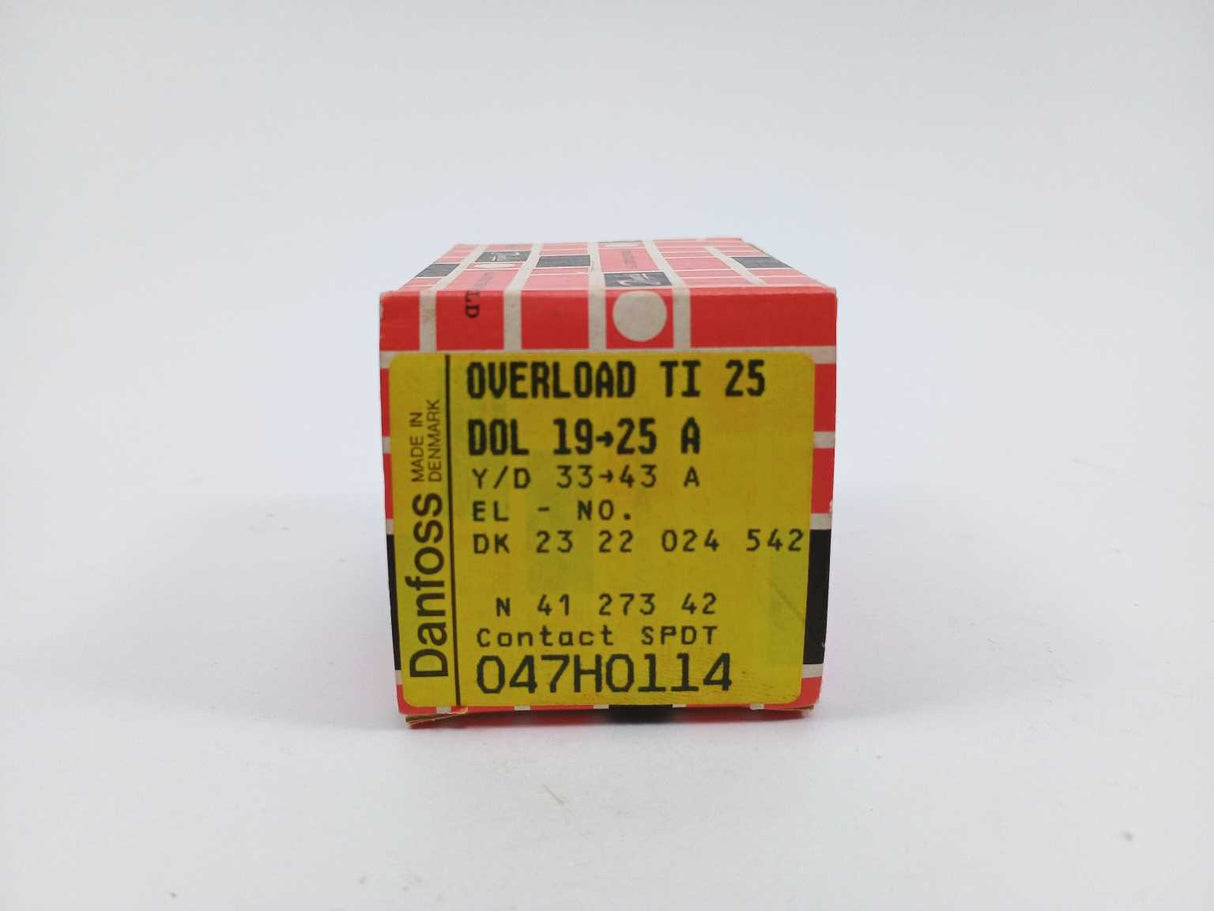 OVERLOAD TI 25
DOL 19→25 A
Y/D 33→43 A
EL - NO.
DK 23 22 024 542
N 41 273 42
Contact SPDT
047H0114
Danfoss
MADE IN
DENMARK